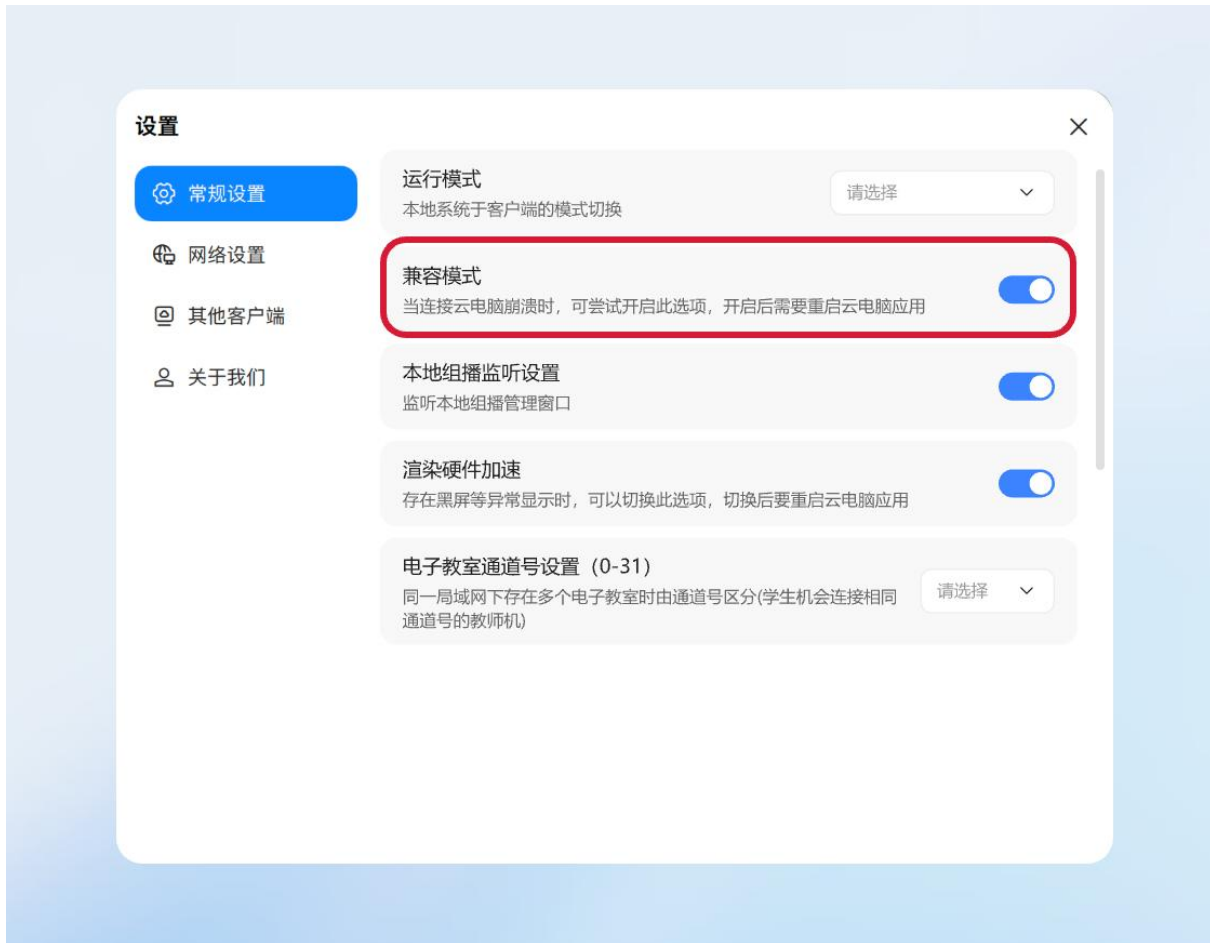 设置
常规设置
网络设置
其他客户端
关于我们
运行模式
本地系统于客户端的模式切换
请选择
兼容模式
当连接云电脑崩溃时，可尝试开启此选项，开启后需要重启云电脑应用
本地组播监听设置
监听本地组播管理窗口
渲染硬件加速
存在黑屏等异常显示时，可以切换此选项，切换后要重启云电脑应用
电子教室通道号设置（0-31）
同一局域网下存在多个电子教室时由通道号区分(学生机会连接相同
通道号的教师机)
请选择